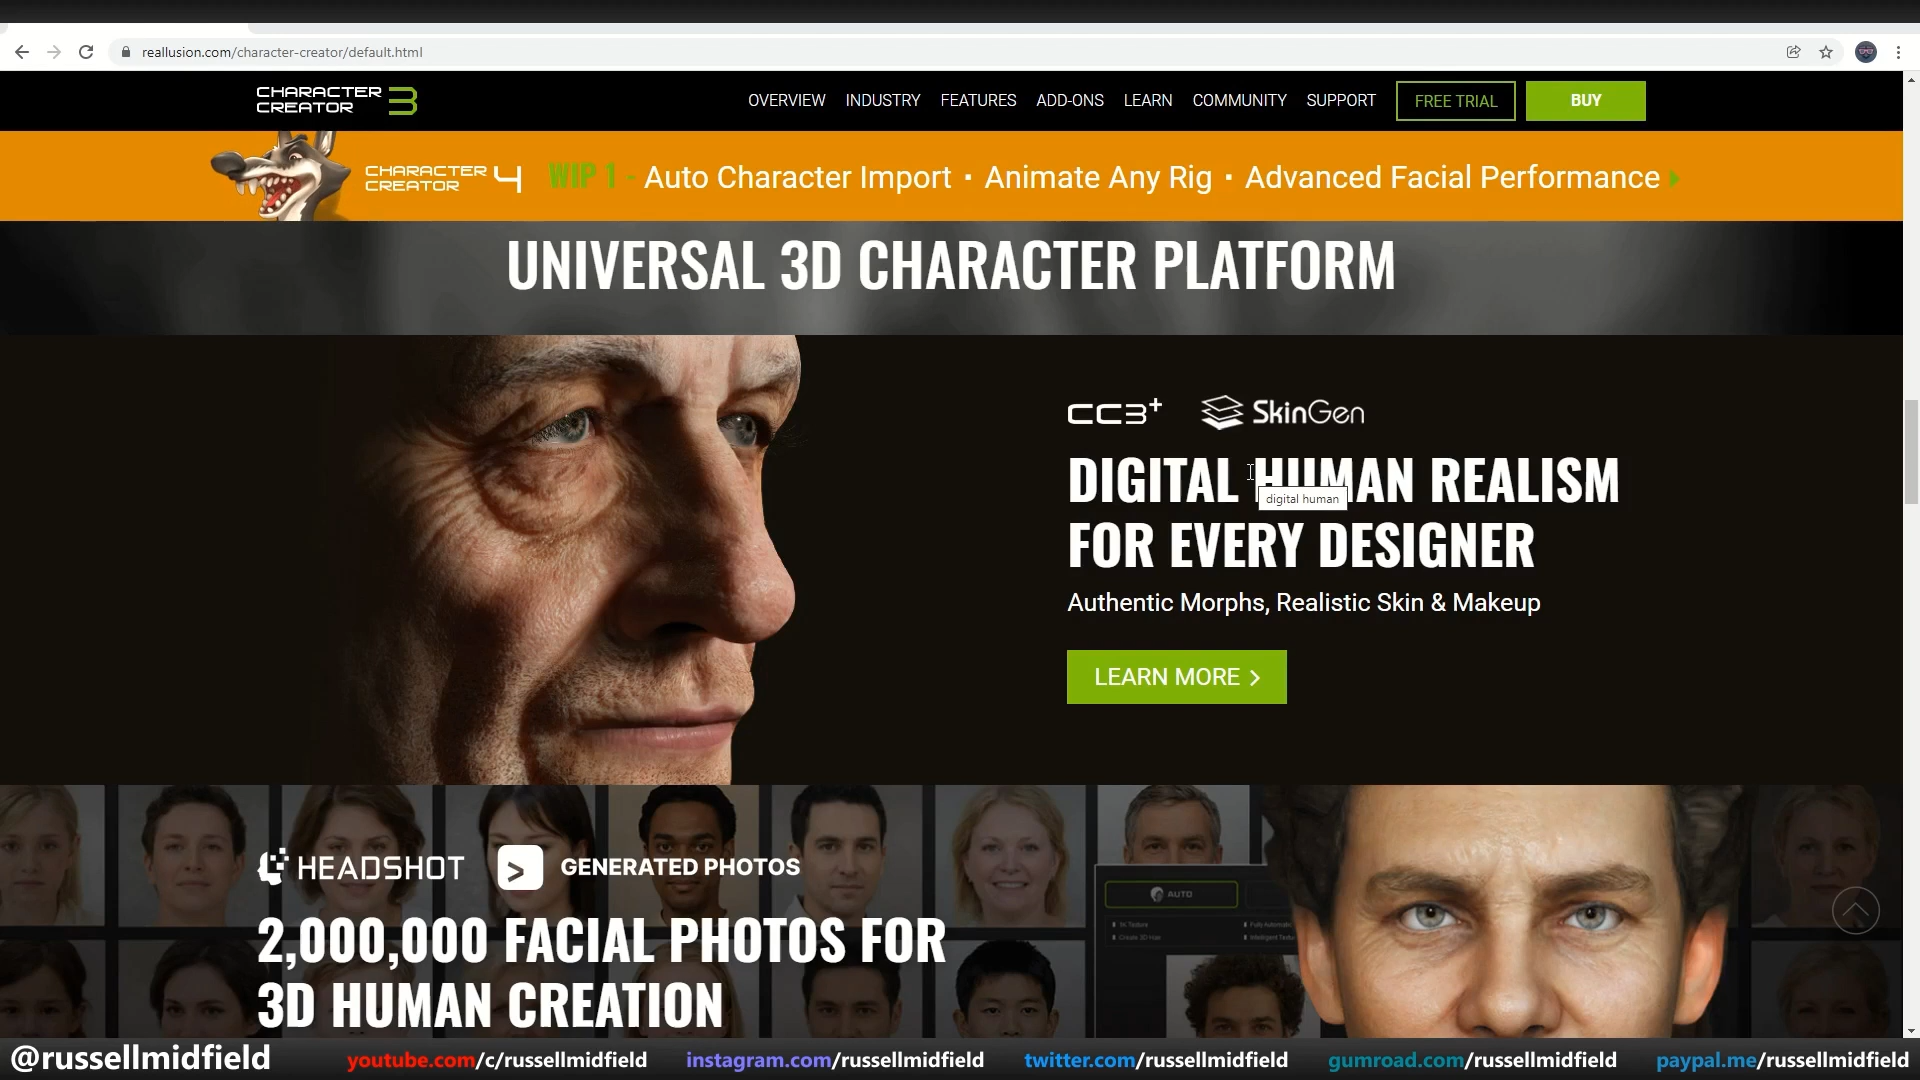 reallusion.com/character-creator/default.html
CHARACTER CREATOR 3
OVERVIEW INDUSTRY FEATURES ADD-ONS LEARN COMMUNITY SUPPORT FREE TRIAL BUY
CHARACTER CREATOR 4 WIP 1 - Auto Character Import · Animate Any Rig · Advanced Facial Performance
UNIVERSAL 3D CHARACTER PLATFORM
CC3+ SkinGen
DIGITAL HUMAN REALISM
digital human
FOR EVERY DESIGNER
Authentic Morphs, Realistic Skin & Makeup
LEARN MORE >
HEADSHOT > GENERATED PHOTOS
AUTO
2,000,000 FACIAL PHOTOS FOR
3D HUMAN CREATION
@russellmidfield youtube.com/c/russellmidfield instagram.com/russellmidfield twitter.com/russellmidfield gumroad.com/russellmidfield paypal.me/russellmidfield